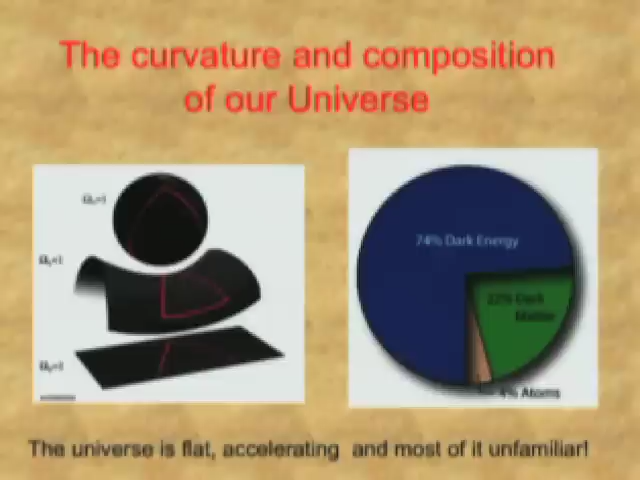 The curvature and composition
of our Universe
74% Dark Energy
22% Dark
Matter
4% Atoms
The universe is flat, accelerating and most of it unfamiliar!